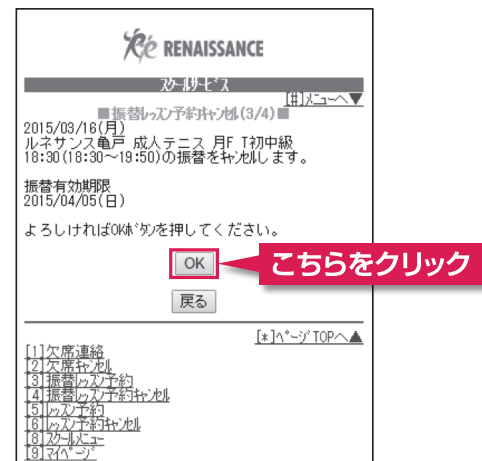 RENAISSANCE
ｽｸｰﾙｻｰﾋﾞｽ
[#]ﾒﾆｭｰへ▼
■振替ﾚｯｽﾝ予約ｷｬﾝｾﾙ(3/4)■
2015/03/16(月)
ルネサンス亀戸 成人テニス 月F T初中級
18:30(18:30～19:50)の振替をｷｬﾝｾﾙします。
振替有効期限
2015/04/05(日)
よろしければOKﾎﾞﾀﾝを押してください。
OK
こちらをクリック
戻る
[*]ﾍﾟｰｼﾞTOPへ▲
[1]欠席連絡
[2]欠席ｷｬﾝｾﾙ
[3]振替ﾚｯｽﾝ予約
[4]振替ﾚｯｽﾝ予約ｷｬﾝｾﾙ
[5]ﾚｯｽﾝ予約
[6]ﾚｯｽﾝ予約ｷｬﾝｾﾙ
[8]ｽｸｰﾙﾒﾆｭｰ
[9]ﾏｲﾍﾟｰｼﾞ